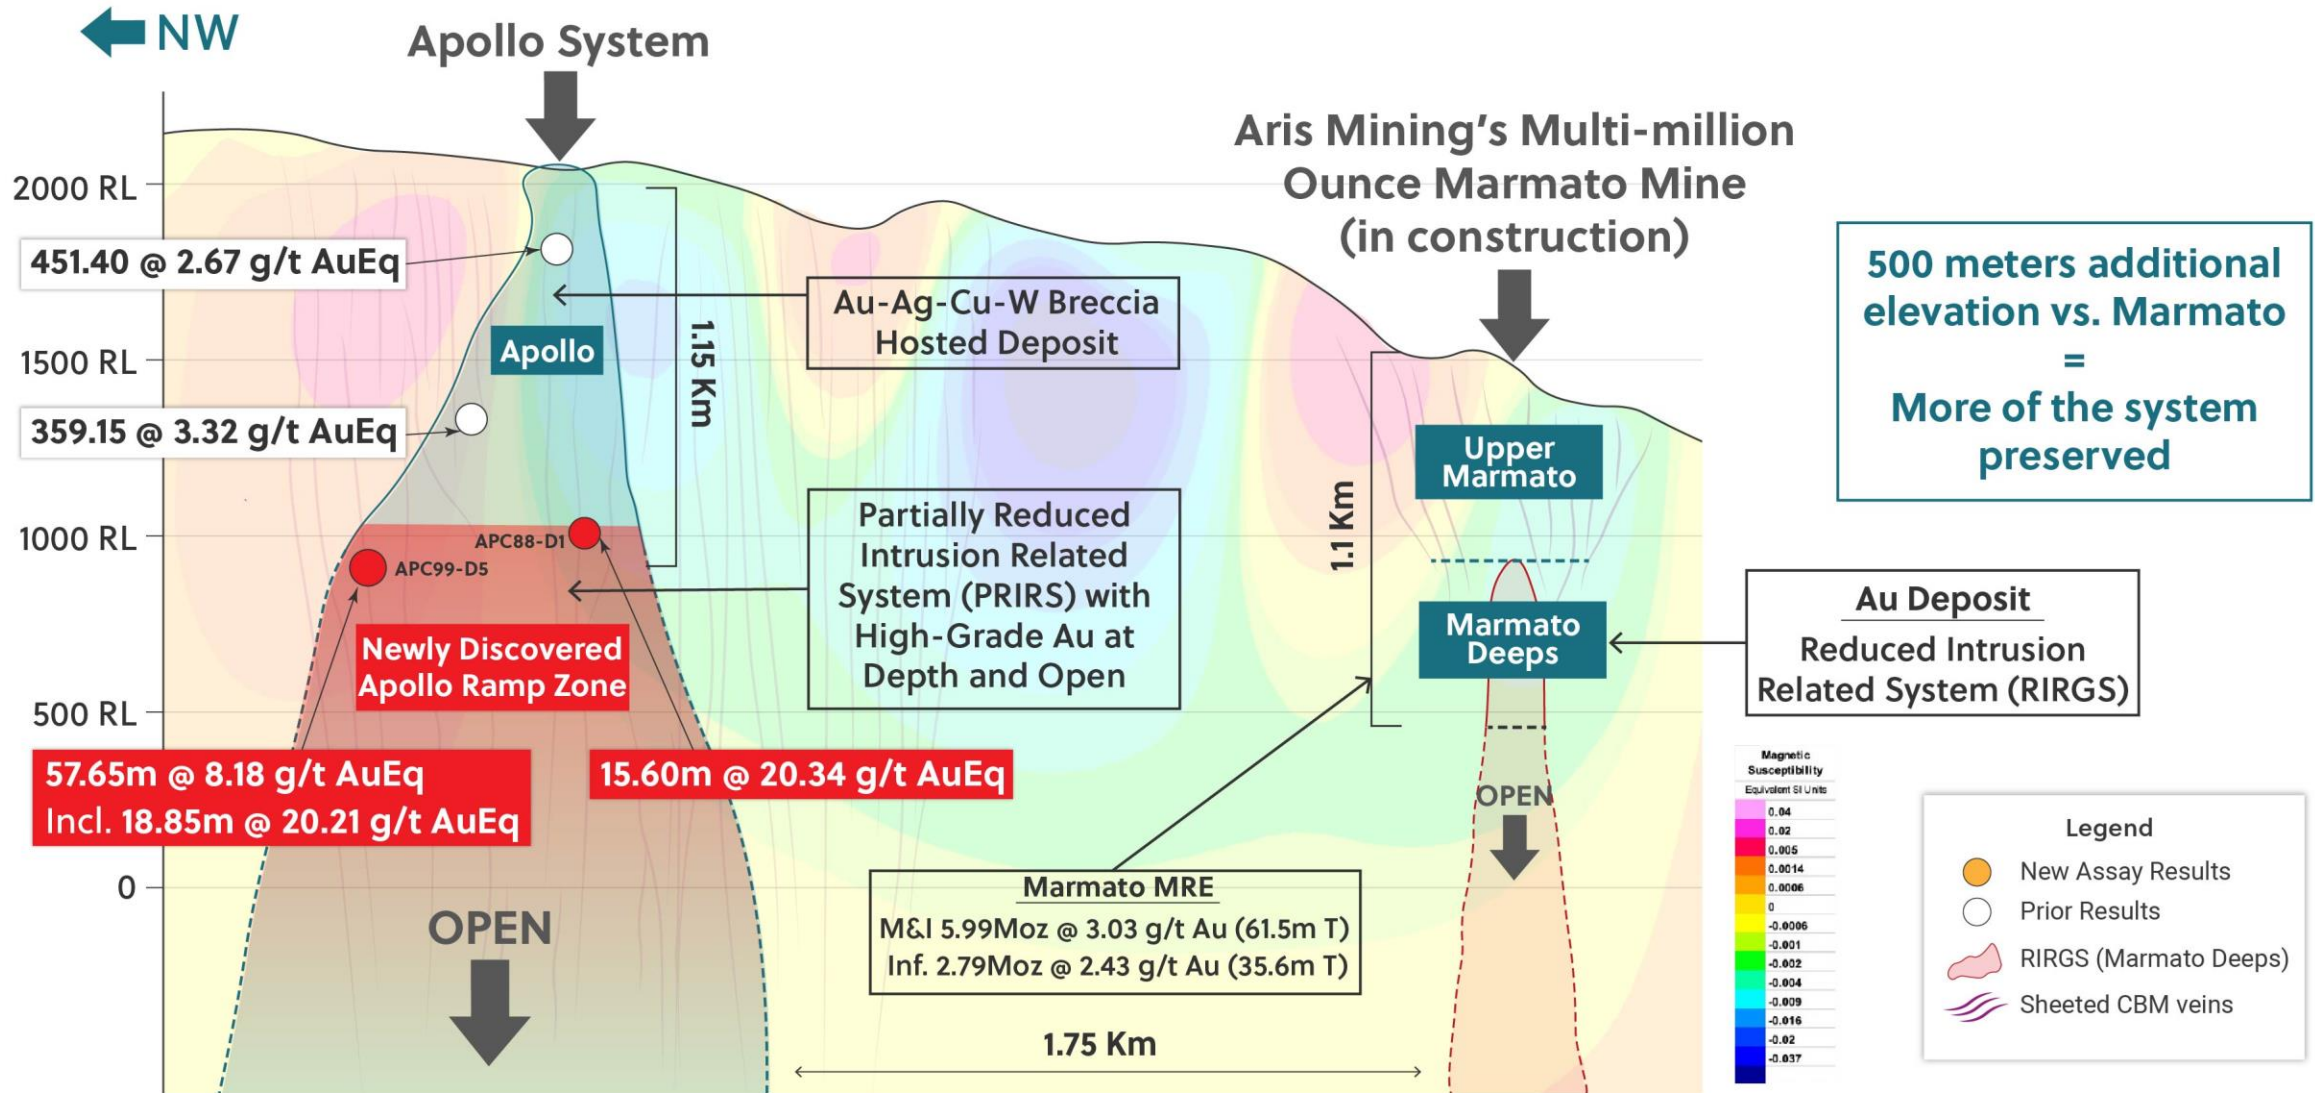 NW
Apollo System
Aris Mining's Multi-million
Ounce Marmato Mine
(in construction)
2000 RL
1500 RL
1000 RL
500 RL
0
451.40 @ 2.67 g/t AuEq
359.15 @ 3.32 g/t AuEq
Apollo
1.15 Km
Au-Ag-Cu-W Breccia
Hosted Deposit
APC88-D1
APC99-D5
Newly Discovered
Apollo Ramp Zone
Partially Reduced
Intrusion Related
System (PRIRS) with
High-Grade Au at
Depth and Open
57.65m @ 8.18 g/t AuEq
Incl. 18.85m @ 20.21 g/t AuEq
15.60m @ 20.34 g/t AuEq
OPEN
1.1 Km
Upper
Marmato
Marmato
Deeps
OPEN
Marmato MRE
M&I 5.99Moz @ 3.03 g/t Au (61.5m T)
Inf. 2.79Moz @ 2.43 g/t Au (35.6m T)
1.75 Km
500 meters additional
elevation vs. Marmato
=
More of the system
preserved
Au Deposit
Reduced Intrusion
Related System (RIRGS)
Magnetic
Susceptibility
Equivalent SI Units
0.04
0.02
0.005
0.0014
0.0006
0
-0.0006
-0.001
-0.002
-0.004
-0.009
-0.016
-0.02
-0.037
Legend
New Assay Results
Prior Results
RIRGS (Marmato Deeps)
Sheeted CBM veins